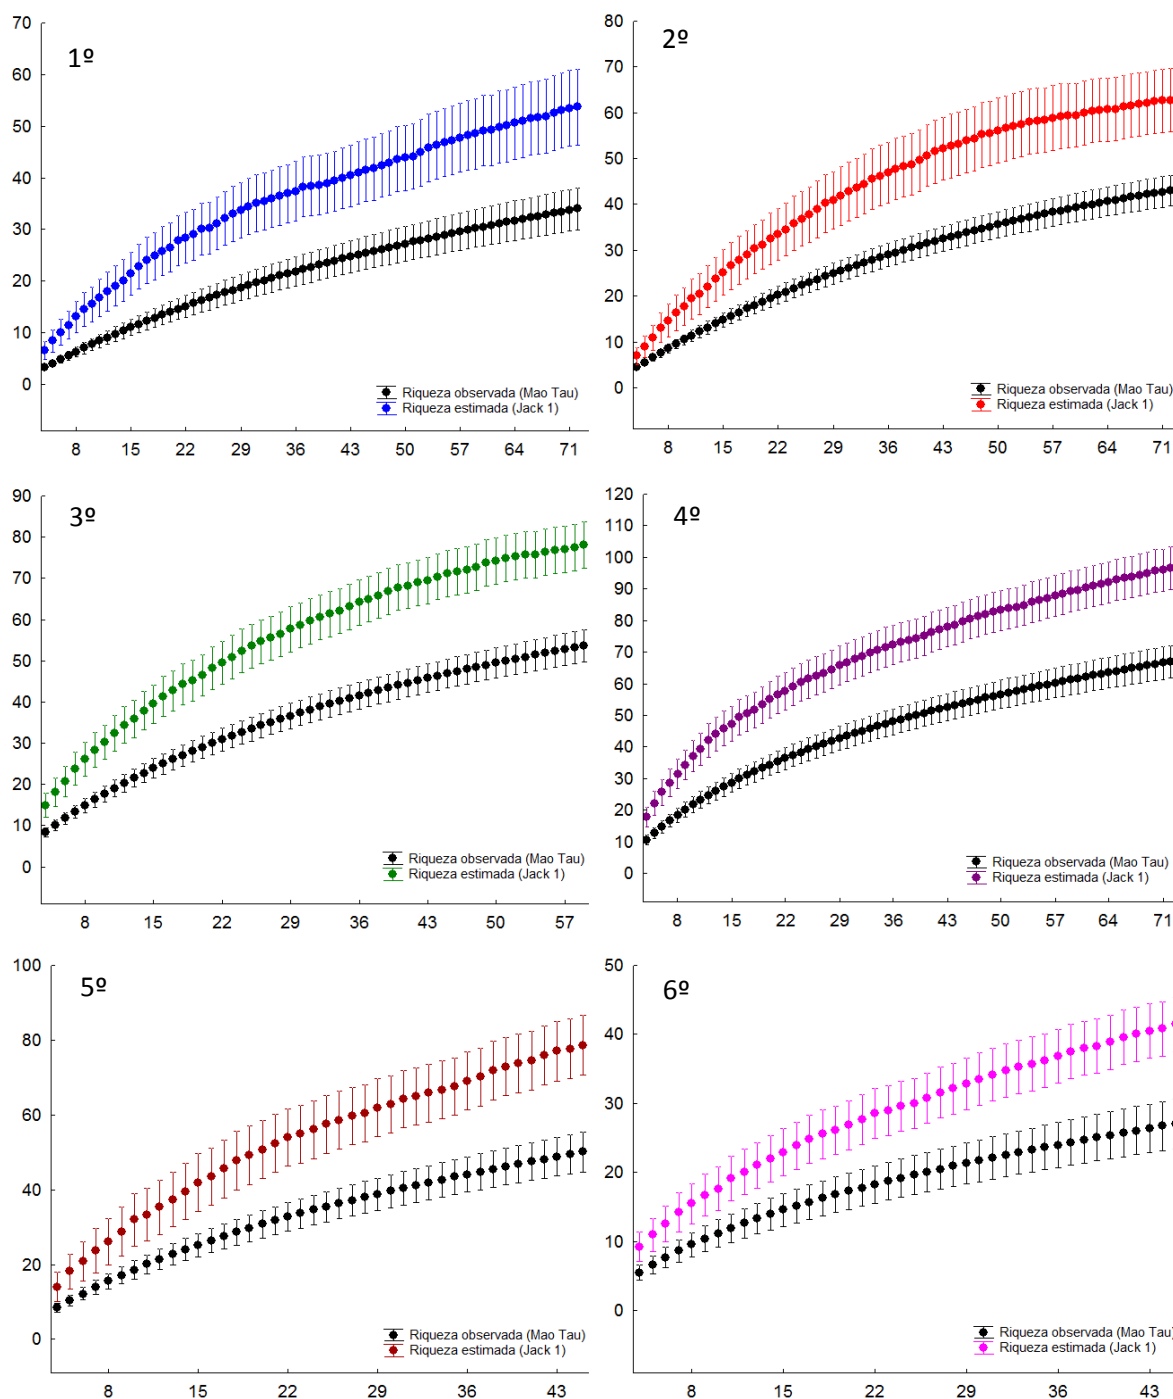 1º
70
60
50
40
30
20
10
0
Riqueza observada (Mao Tau)
Riqueza estimada (Jack 1)
8 15 22 29 36 43 50 57 64 71
2º
80
70
60
50
40
30
20
10
0
Riqueza observada (Mao Tau)
Riqueza estimada (Jack 1)
8 15 22 29 36 43 50 57 64 71
3º
90
80
70
60
50
40
30
20
10
0
Riqueza observada (Mao Tau)
Riqueza estimada (Jack 1)
8 15 22 29 36 43 50 57
4º
120
110
100
90
80
70
60
50
40
30
20
10
0
Riqueza observada (Mao Tau)
Riqueza estimada (Jack 1)
8 15 22 29 36 43 50 57 64 71
5º
100
80
60
40
20
0
Riqueza observada (Mao Tau)
Riqueza estimada (Jack 1)
8 15 22 29 36 43
6º
50
40
30
20
10
0
Riqueza observada (Mao Tau)
Riqueza estimada (Jack 1)
8 15 22 29 36 43